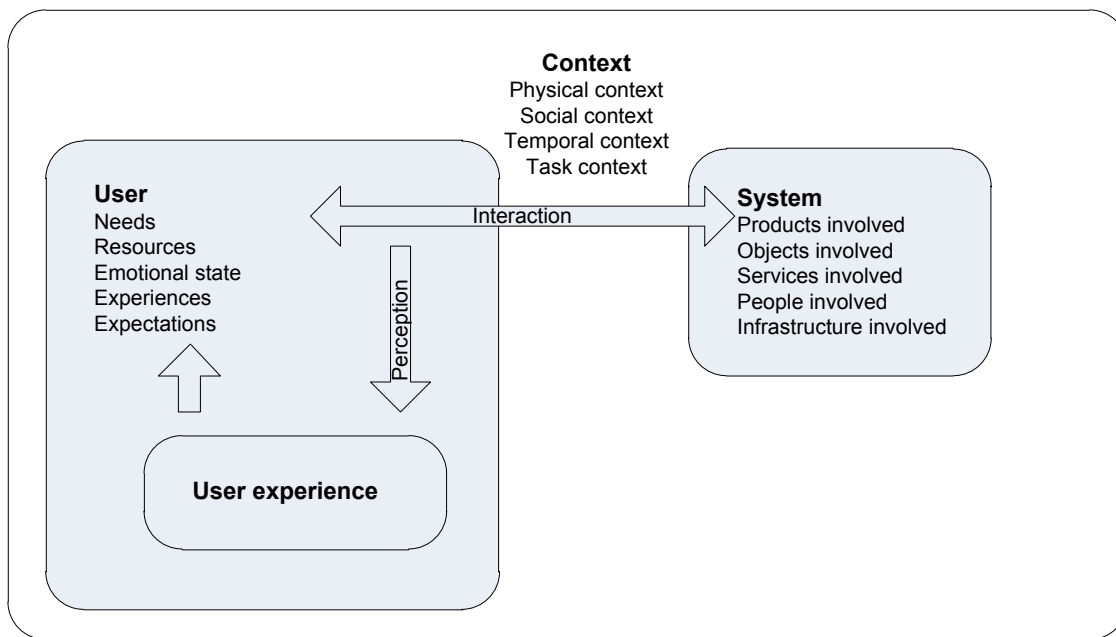 Context
Physical context
Social context
Temporal context
Task context
User
Needs
Resources
Emotional state
Experiences
Expectations
Interaction
Perception
System
Products involved
Objects involved
Services involved
People involved
Infrastructure involved
User experience